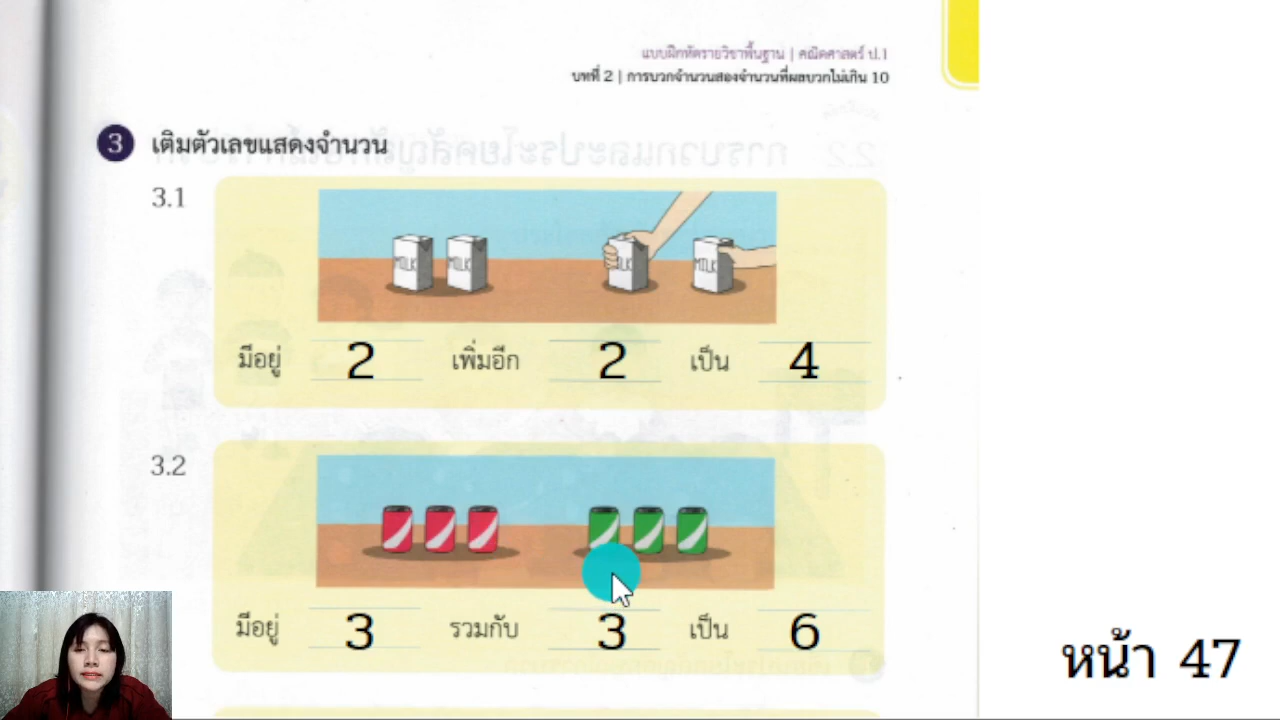 แบบฝึกหัดรายวิชาพื้นฐาน | คณิตศาสตร์ ป.1
บทที่ 2 | การบวกจำนวนสองจำนวนที่ผลบวกไม่เกิน 10
3 เติมตัวเลขแสดงจำนวน
3.1
MILK MILK LK MILK
มีอยู่ 2 เพิ่มอีก 2 เป็น 4
3.2
มีอยู่ 3 รวมกับ 3 เป็น 6
หน้า 47